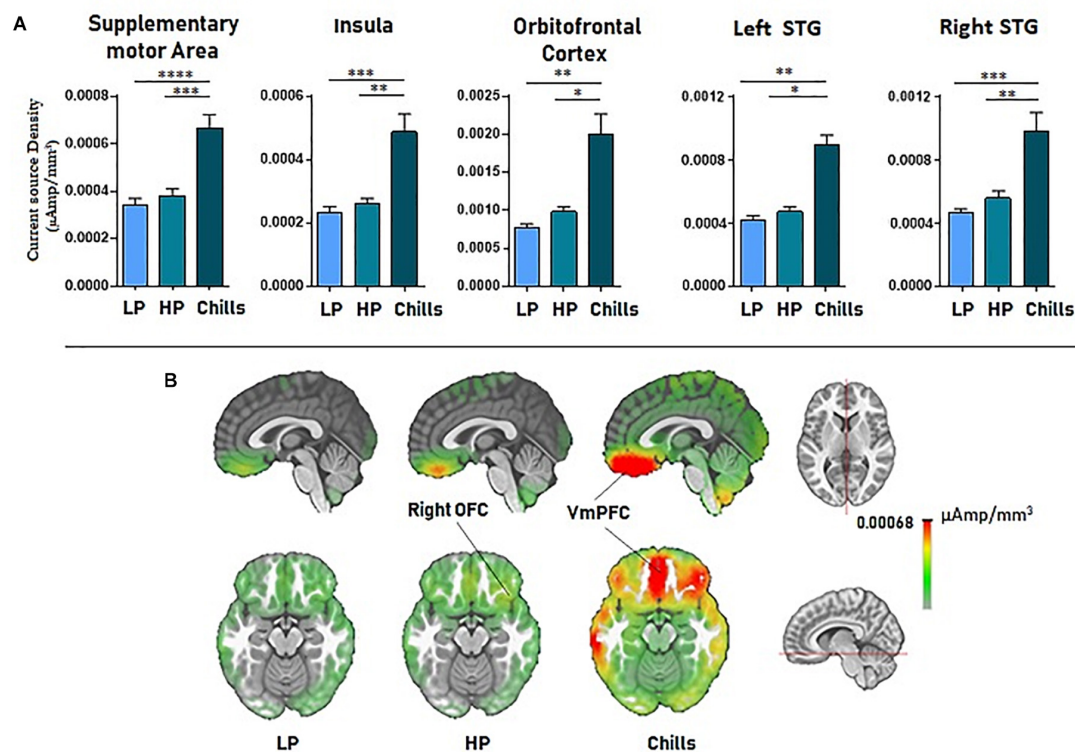 A
Supplementary
motor Area
Insula
Orbitofrontal
Cortex
Left STG
Right STG
Current source Density
(µAmp/mm³)
****
***
0.0008
0.0006
0.0004
0.0002
0.0000
LP HP Chills
***
**
0.0006
0.0004
0.0002
0.0000
LP HP Chills
**
*
0.0025
0.0020
0.0015
0.0010
0.0005
0.0000
LP HP Chills
**
*
0.0012
0.0008
0.0004
0.0000
LP HP Chills
***
**
0.0012
0.0008
0.0004
0.0000
LP HP Chills
B
Right OFC
VmPFC
0.00068
µAmp/mm³
LP
HP
Chills